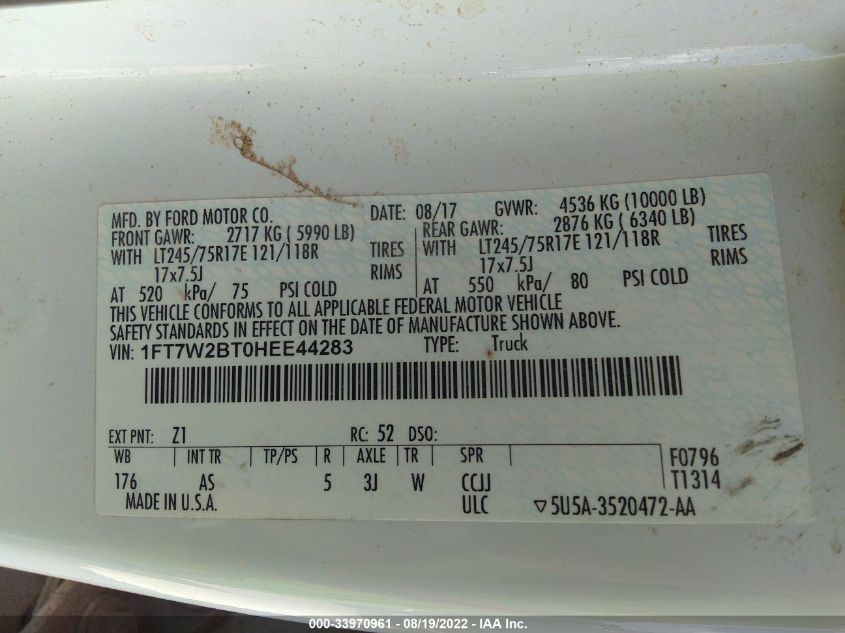 MFD. BY FORD MOTOR CO. DATE: 08/17 GVWR: 4536 KG (10000 LB)
FRONT GAWR: 2717 KG ( 5990 LB) REAR GAWR: 2876 KG ( 6340 LB)
WITH LT245/75R17E 121/118R TIRES WITH LT245/75R17E 121/118R TIRES
17x7.5J RIMS 17x7.5J RIMS
AT 520 kPa/ 75 PSI COLD AT 550 kPa/ 80 PSI COLD
THIS VEHICLE CONFORMS TO ALL APPLICABLE FEDERAL MOTOR VEHICLE
SAFETY STANDARDS IN EFFECT ON THE DATE OF MANUFACTURE SHOWN ABOVE.
VIN: 1FT7W2BT0HEE44283 TYPE: Truck
EXT PNT: Z1 RC: 52 DSO:
WB INT TR TP/PS R AXLE TR SPR F0796
176 AS 5 3J W CCJJ T1314
MADE IN U.S.A. ULC ▽5U5A-3520472-AA
000-33970961 - 08/19/2022 - IAA Inc.